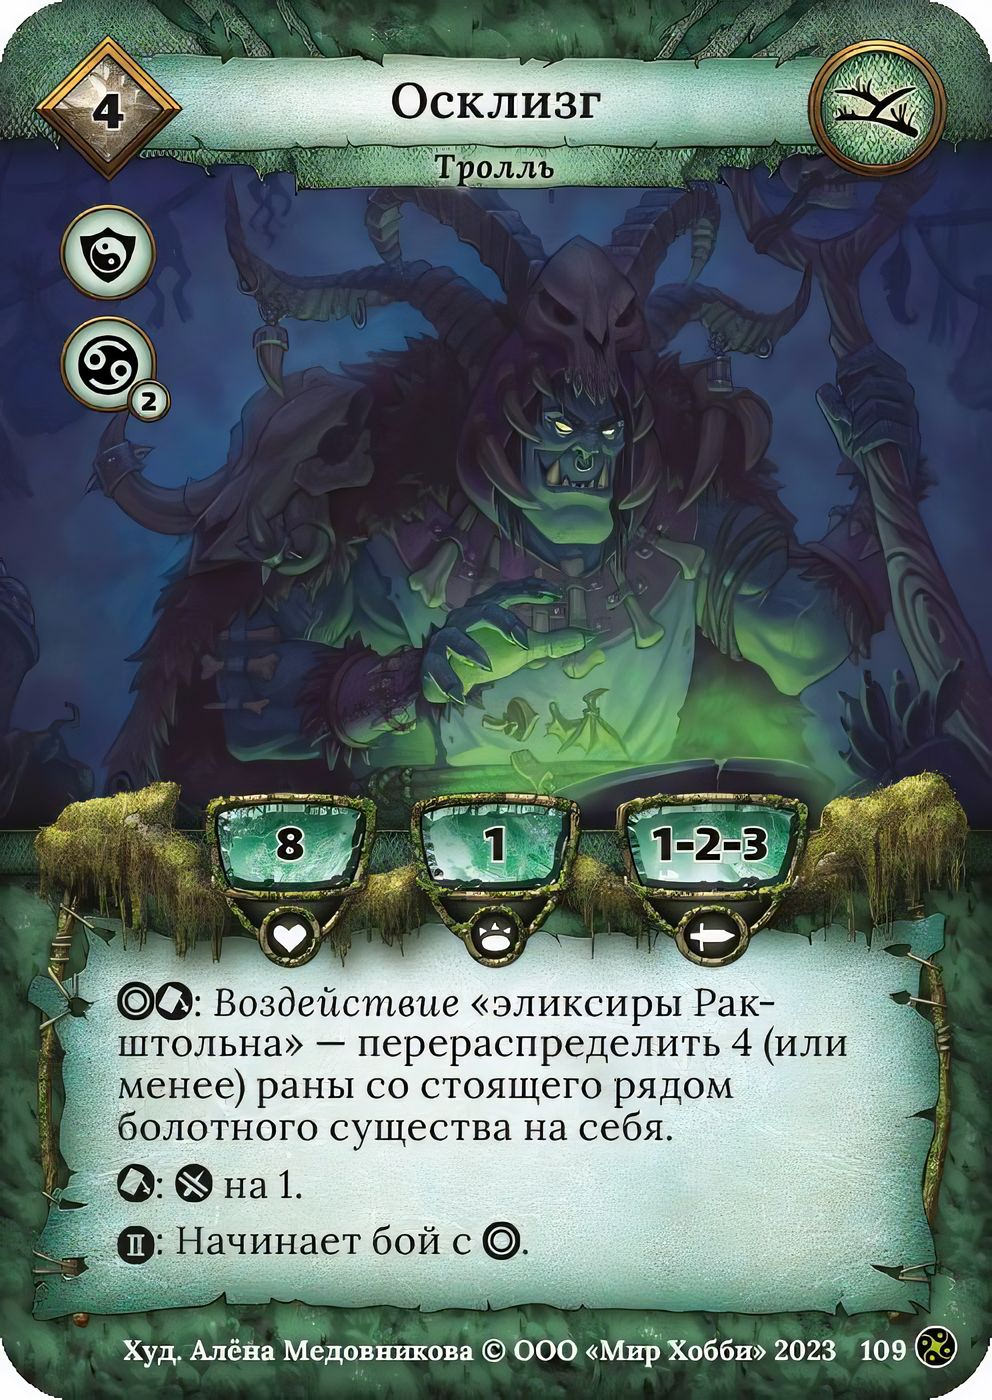 4
Осклизг
Тролль
2
8
1
1-2-3
: Воздействие «эликсиры Рак-
штольна» — перераспределить 4 (или
менее) раны со стоящего рядом
болотного существа на себя.
: на 1.
II: Начинает бой с .
Худ. Алёна Медовникова © ООО «Мир Хобби» 2023 109